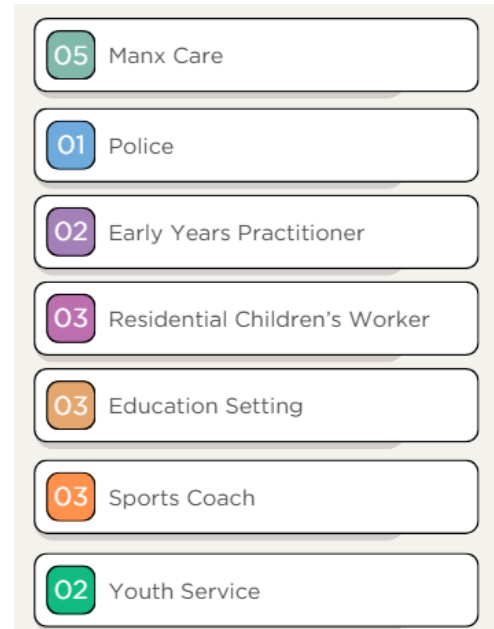 05 Manx Care
01 Police
02 Early Years Practitioner
03 Residential Children's Worker
03 Education Setting
03 Sports Coach
02 Youth Service